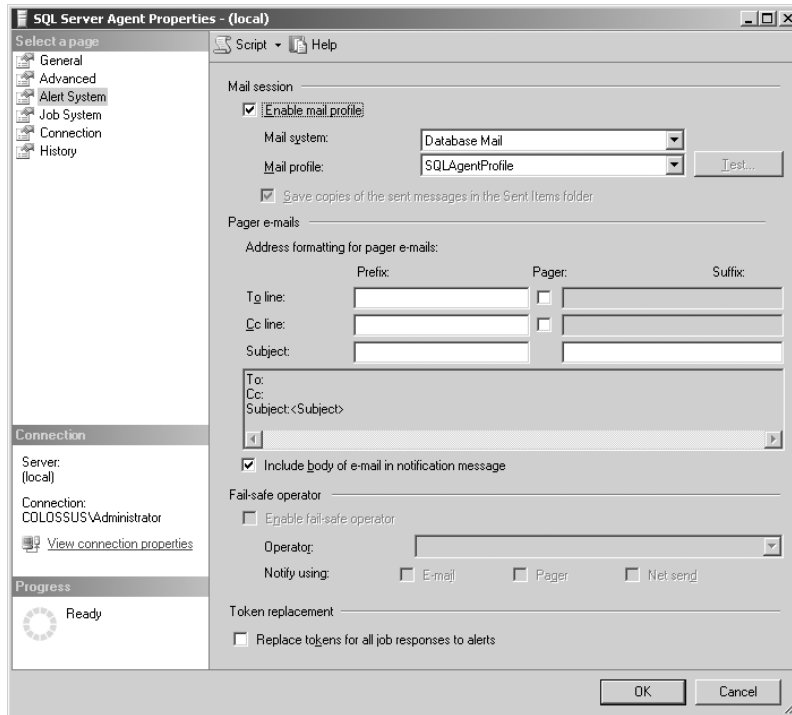 SQL Server Agent Properties - (local)
Select a page
General
Advanced
Alert System
Job System
Connection
History
Script Help
Mail session
Enable mail profile
Mail system: Database Mail
Mail profile: SQLAgentProfile Test...
Save copies of the sent messages in the Sent Items folder
Pager e-mails
Address formatting for pager e-mails:
Prefix: Pager: Suffix:
To line:
Cc line:
Subject:
To:
Cc:
Subject:<Subject>
Include body of e-mail in notification message
Fail-safe operator
Enable fail-safe operator
Operator:
Notify using: E-mail Pager Net send
Token replacement
Replace tokens for all job responses to alerts
Connection
Server:
(local)
Connection:
COLOSSUS\Administrator
View connection properties
Progress
Ready
OK Cancel